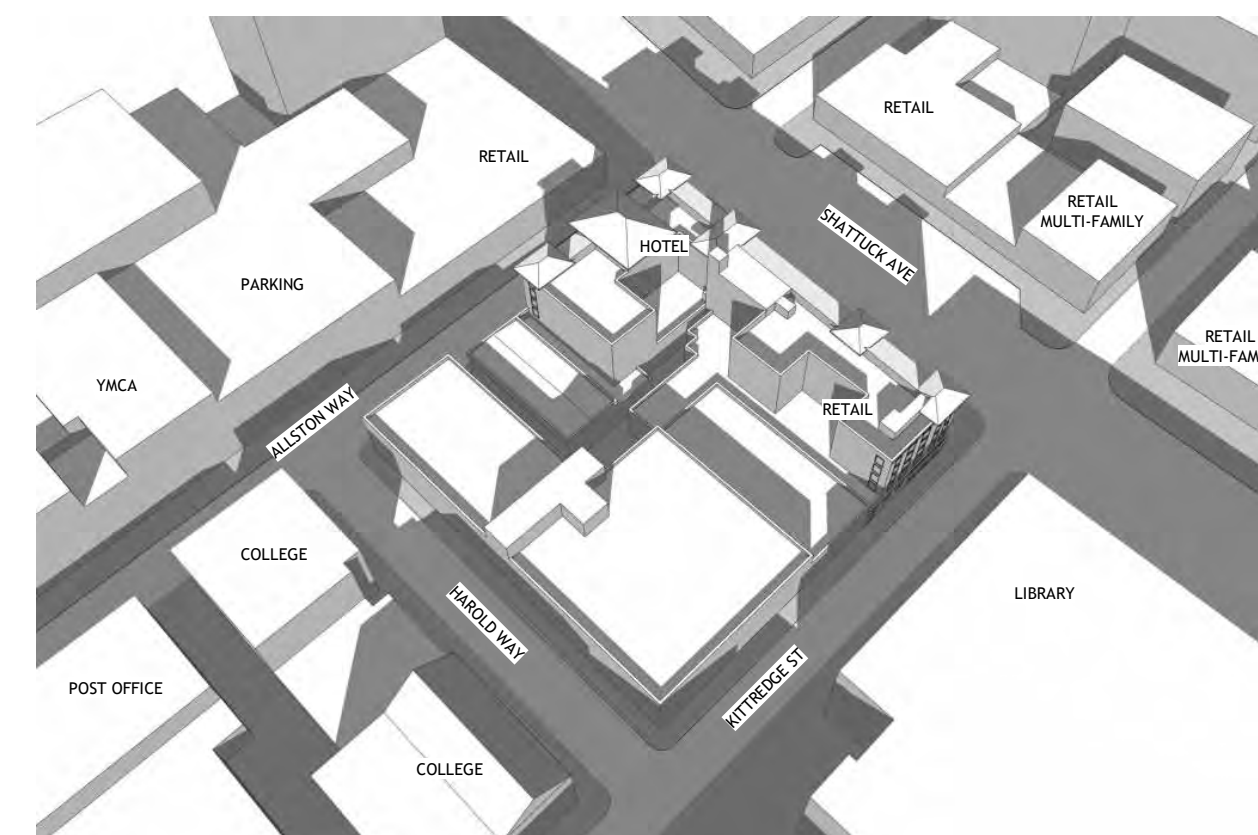 RETAIL
RETAIL
RETAIL
MULTI-FAMILY
SHATTUCK AVE
HOTEL
PARKING
RETAIL
MULTI-FAM
YMCA
ALLSTON WAY
RETAIL
COLLEGE
HAROLD WAY
LIBRARY
POST OFFICE
KITTREDGE ST
COLLEGE